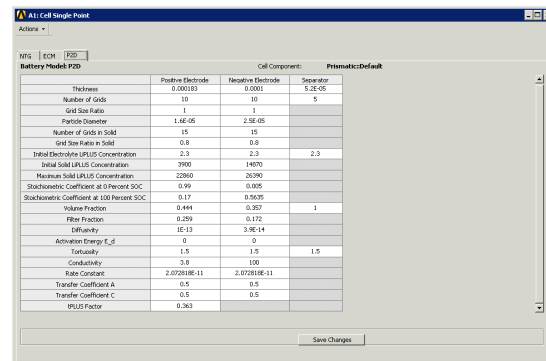 A1: Cell Single Point
Actions
NTG ECM P2D
Battery Model: P2D Cell Component: Prismatic::Default
Positive Electrode Negative Electrode Separator
Thickness 0.000183 0.0001 5.2E-05
Number of Grids 10 10 5
Grid Size Ratio 1 1
Particle Diameter 1.6E-05 2.5E-05
Number of Grids in Solid 15 15
Grid Size Ratio in Solid 0.8 0.8
Initial Electrolyte LiPLUS Concentration 2.3 2.3 2.3
Initial Solid LiPLUS Concentration 3900 14870
Maximum Solid LiPLUS Concentration 22860 26390
Stoichiometric Coefficient at 0 Percent SOC 0.99 0.005
Stoichiometric Coefficient at 100 Percent SOC 0.17 0.5635
Volume Fraction 0.444 0.357 1
Filter Fraction 0.259 0.172
Diffusivity 1E-13 3.9E-14
Activation Energy E_d 0 0
Tortuosity 1.5 1.5 1.5
Conductivity 3.8 100
Rate Constant 2.072818E-11 2.072818E-11
Transfer Coefficient A 0.5 0.5
Transfer Coefficient C 0.5 0.5
tPLUS Factor 0.363
Save Changes